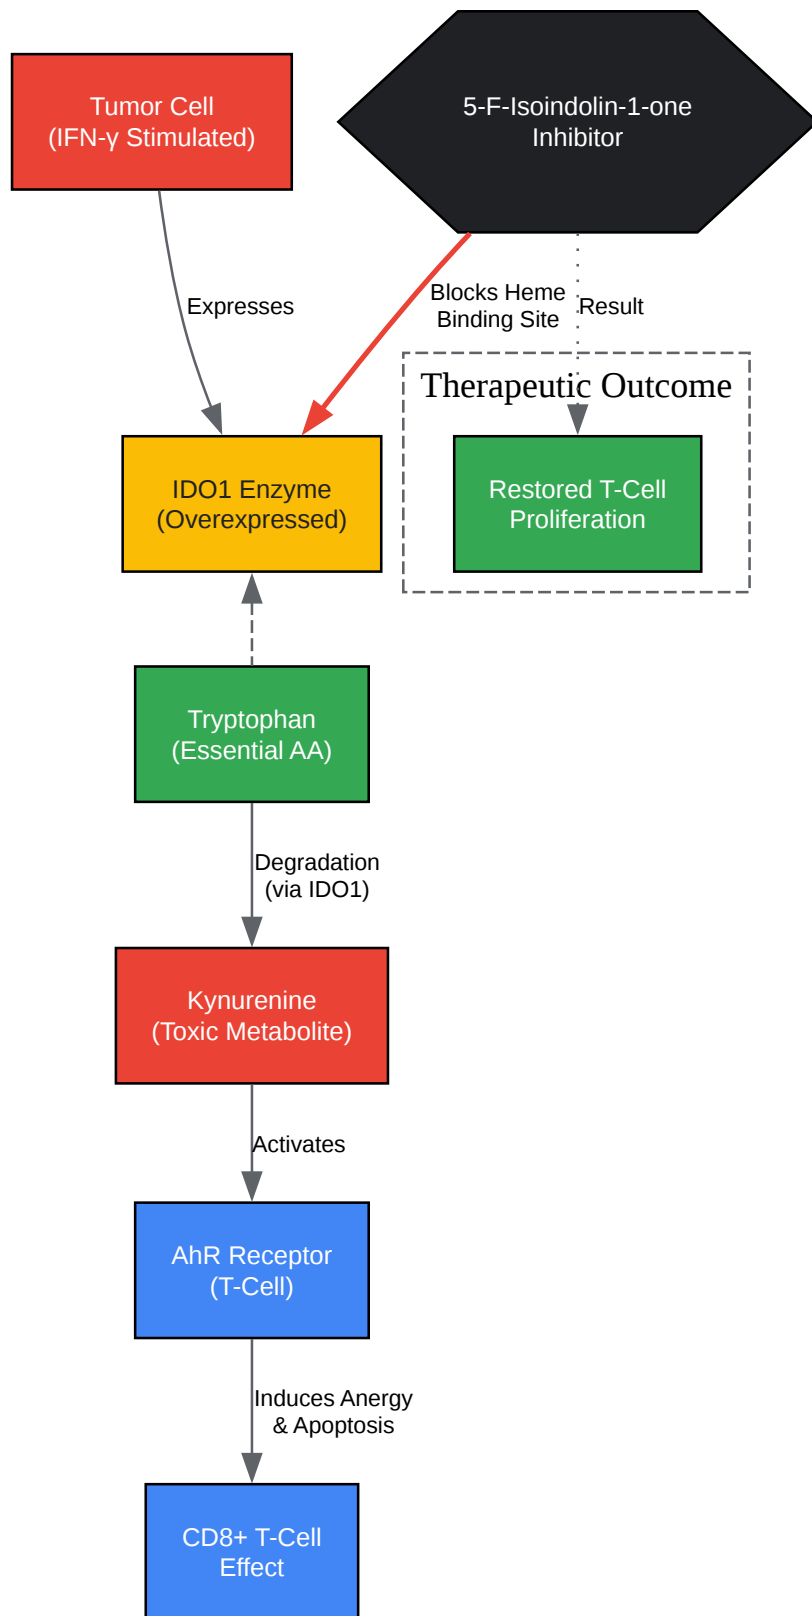 Tumor Cell
(IFN-γ Stimulated)
5-F-Isoindolin-1-one
Inhibitor
Expresses
Blocks Heme
Binding Site
Result
Therapeutic Outcome
IDO1 Enzyme
(Overexpressed)
Restored T-Cell
Proliferation
Tryptophan
(Essential AA)
Degradation
(via IDO1)
Kynurenine
(Toxic Metabolite)
Activates
AhR Receptor
(T-Cell)
Induces Anergy
& Apoptosis
CD8+ T-Cell
Effect